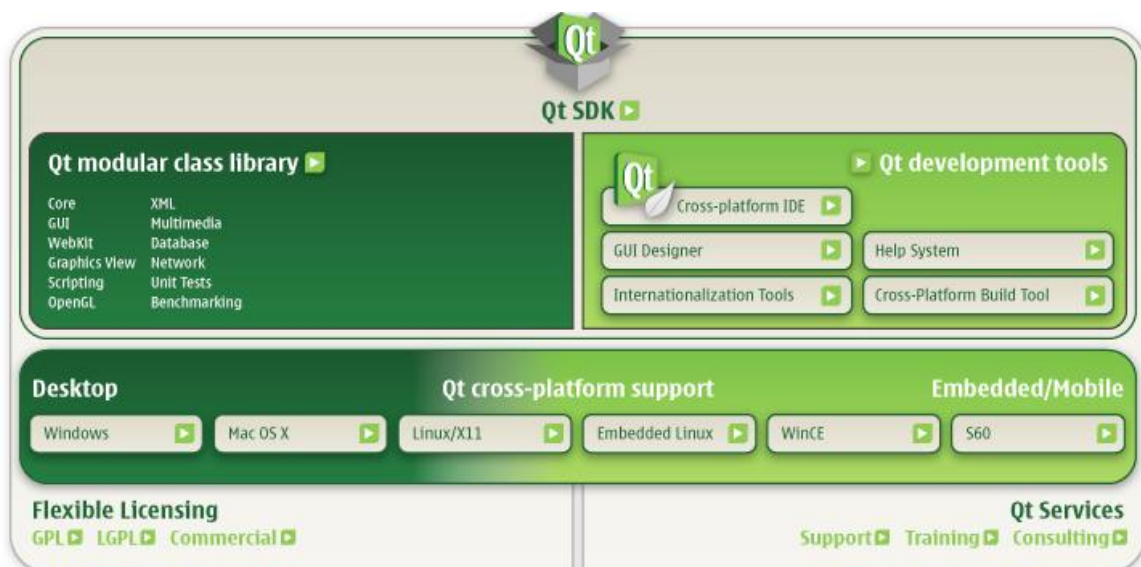 Qt
Qt SDK
Qt modular class library
Core XML
GUI Multimedia
WebKit Database
Graphics View Network
Scripting Unit Tests
OpenGL Benchmarking
Qt development tools
Qt
Cross-platform IDE
GUI Designer Help System
Internationalization Tools Cross-Platform Build Tool
Desktop Qt cross-platform support Embedded/Mobile
Windows Mac OS X Linux/X11 Embedded Linux WinCE S60
Flexible Licensing Qt Services
GPL LGPL Commercial Support Training Consulting